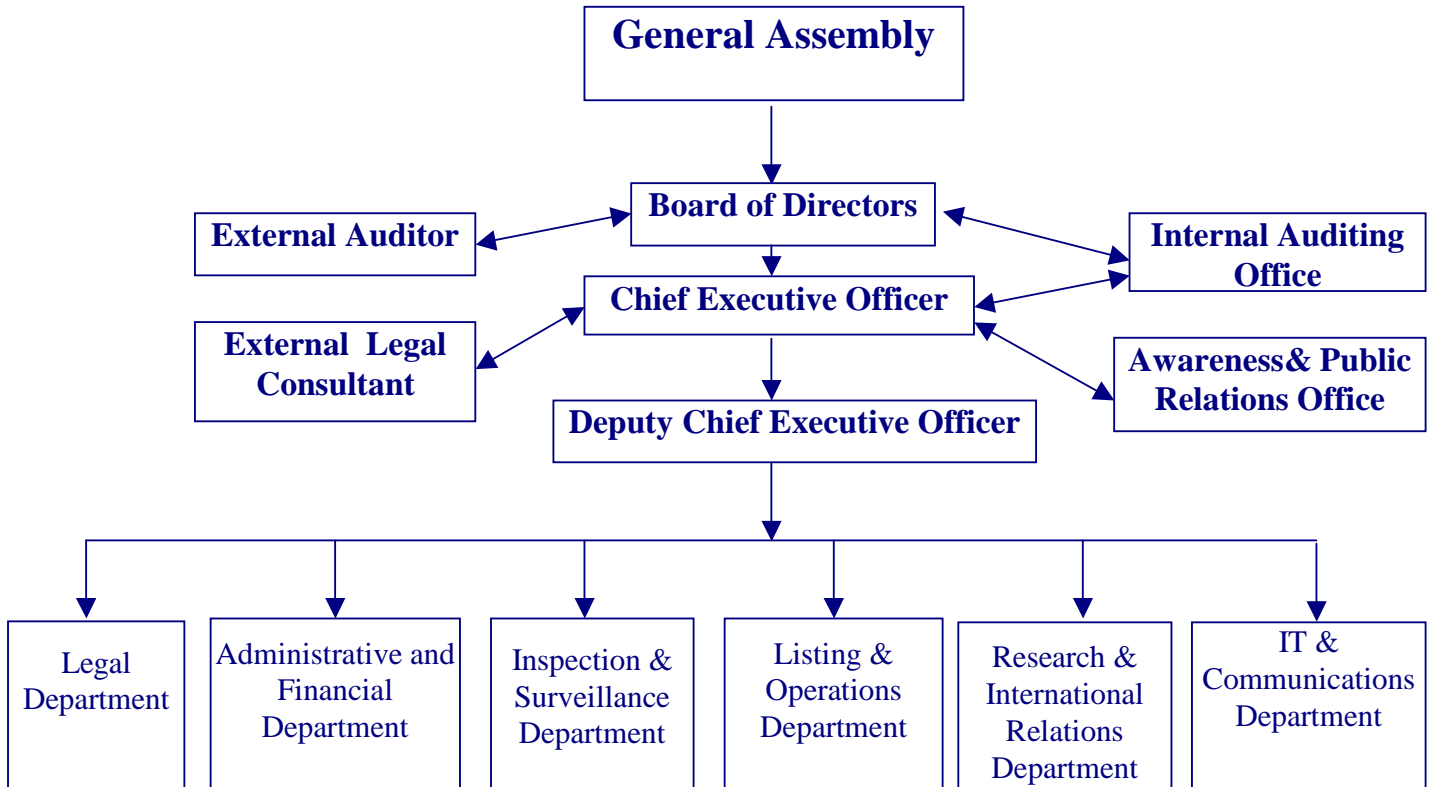 General Assembly
Board of Directors
External Auditor
Internal Auditing
Office
Chief Executive Officer
External Legal
Consultant
Awareness& Public
Relations Office
Deputy Chief Executive Officer
Legal
Department
Administrative and
Financial
Department
Inspection &
Surveillance
Department
Listing &
Operations
Department
Research &
International
Relations
Department
IT &
Communications
Department